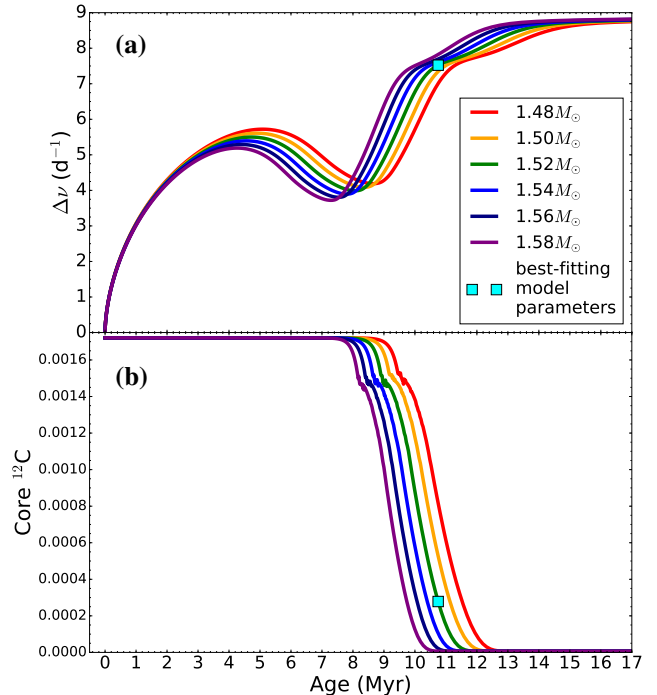 (a)
Δν (d⁻¹)
9
8
7
6
5
4
3
2
1
0
1.48M⊙
1.50M⊙
1.52M⊙
1.54M⊙
1.56M⊙
1.58M⊙
best-fitting
model
parameters
(b)
Core ¹²C
0.0016
0.0014
0.0012
0.0010
0.0008
0.0006
0.0004
0.0002
0.0000
0 1 2 3 4 5 6 7 8 9 10 11 12 13 14 15 16 17
Age (Myr)